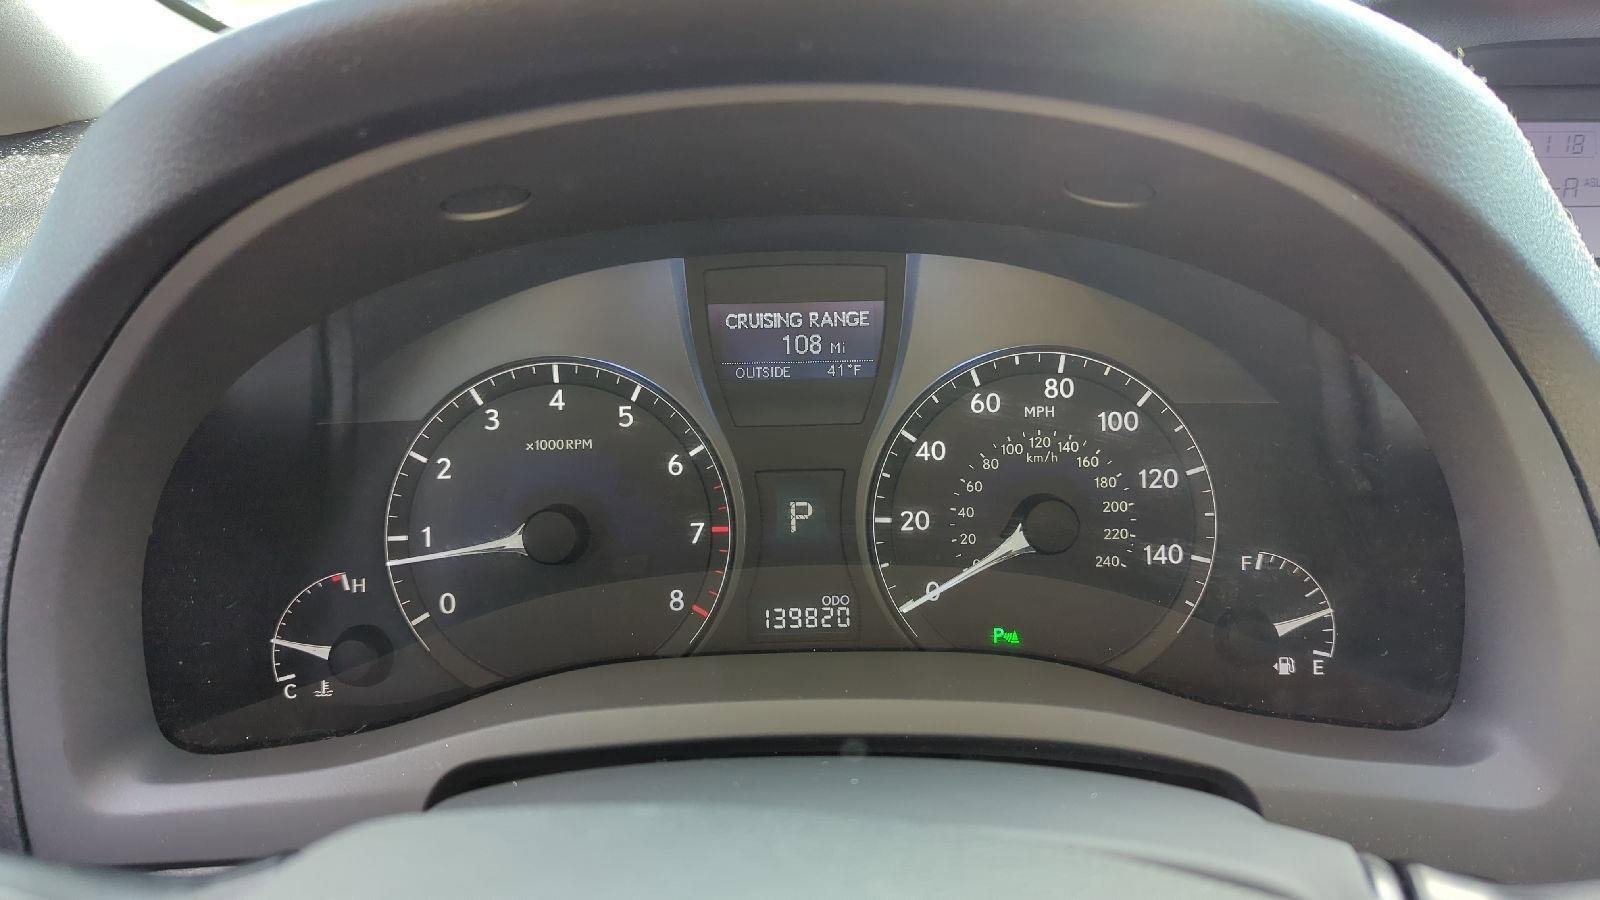 118
-A ASL
CRUISING RANGE
108 Mi
OUTSIDE 41°F
0 1 2 3 4 5 6 7 8
x1000RPM
P
ODO
139820
0 20 40 60 80 100 120 140
MPH
20 40 60 80 100 120 140 160 180 200 220 240
km/h
P
H
C
F
E